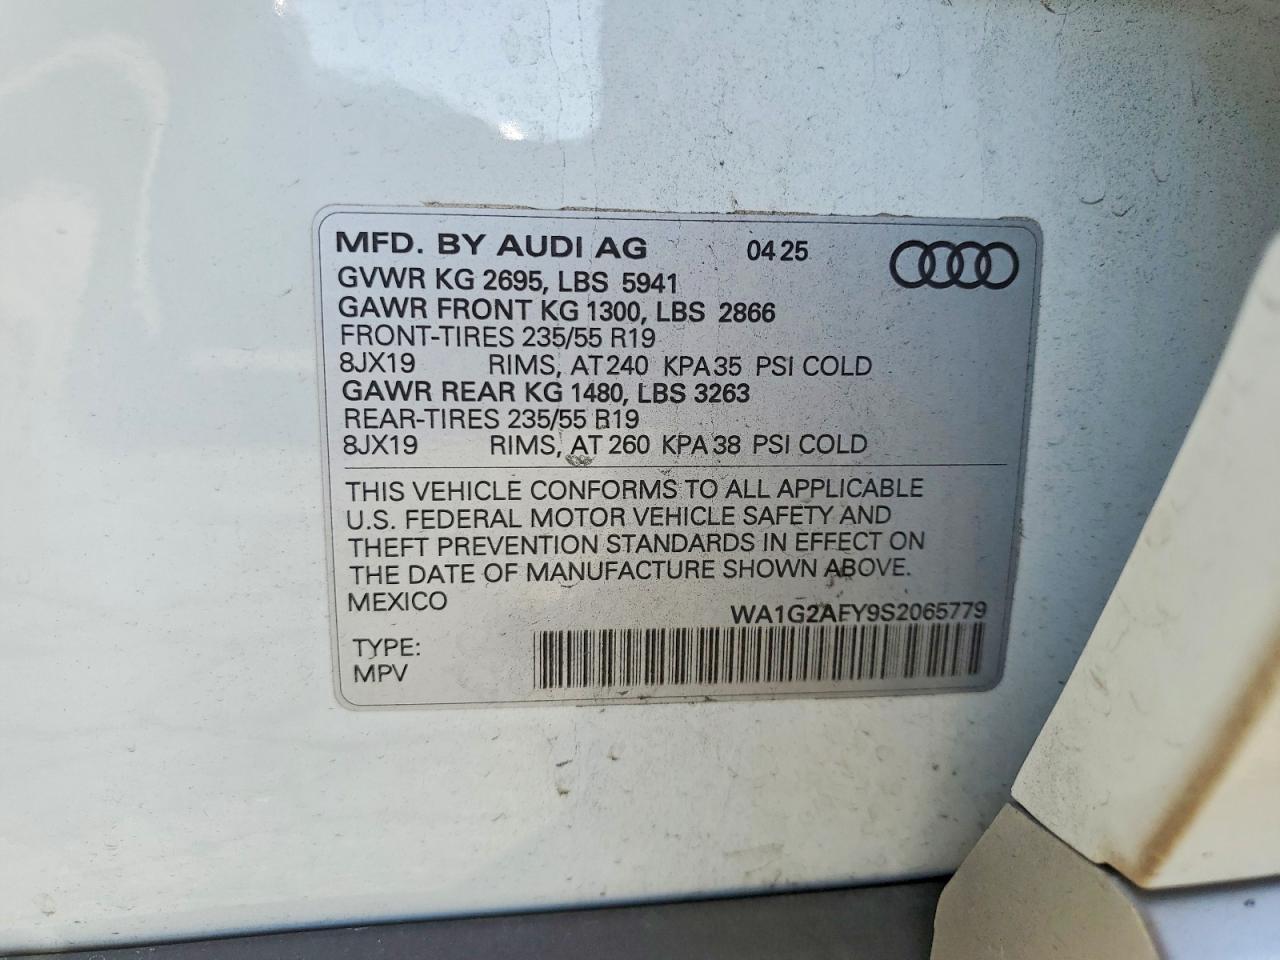 MFD. BY AUDI AG 04 25
GVWR KG 2695, LBS 5941
GAWR FRONT KG 1300, LBS 2866
FRONT-TIRES 235/55 R19
8JX19 RIMS, AT 240 KPA 35 PSI COLD
GAWR REAR KG 1480, LBS 3263
REAR-TIRES 235/55 R19
8JX19 RIMS, AT 260 KPA 38 PSI COLD
THIS VEHICLE CONFORMS TO ALL APPLICABLE
U.S. FEDERAL MOTOR VEHICLE SAFETY AND
THEFT PREVENTION STANDARDS IN EFFECT ON
THE DATE OF MANUFACTURE SHOWN ABOVE.
MEXICO WA1G2AFY9S2065779
TYPE:
MPV